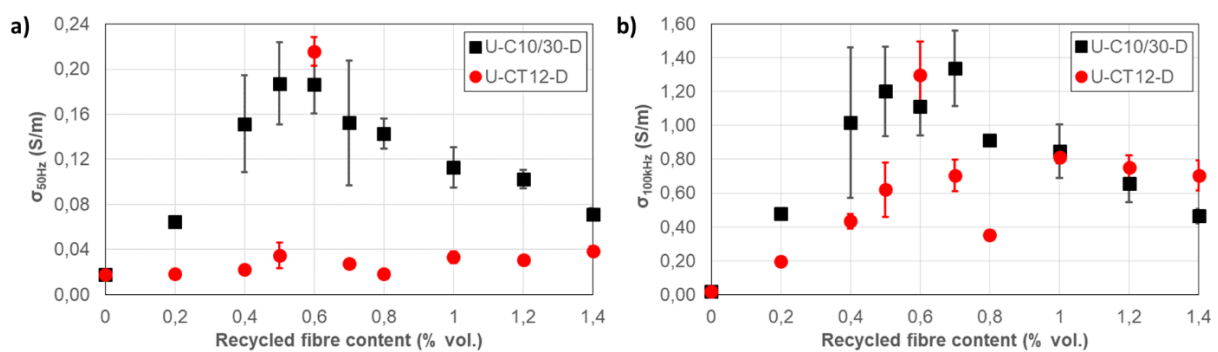 a)
0,24
0,20
0,16
0,12
0,08
0,04
0,00
σ50Hz (S/m)
U-C10/30-D
U-CT12-D
0 0,2 0,4 0,6 0,8 1 1,2 1,4
Recycled fibre content (% vol.)
b)
1,60
1,40
1,20
1,00
0,80
0,60
0,40
0,20
0,00
σ100kHz (S/m)
U-C10/30-D
U-CT12-D
0 0,2 0,4 0,6 0,8 1 1,2 1,4
Recycled fibre content (% vol.)